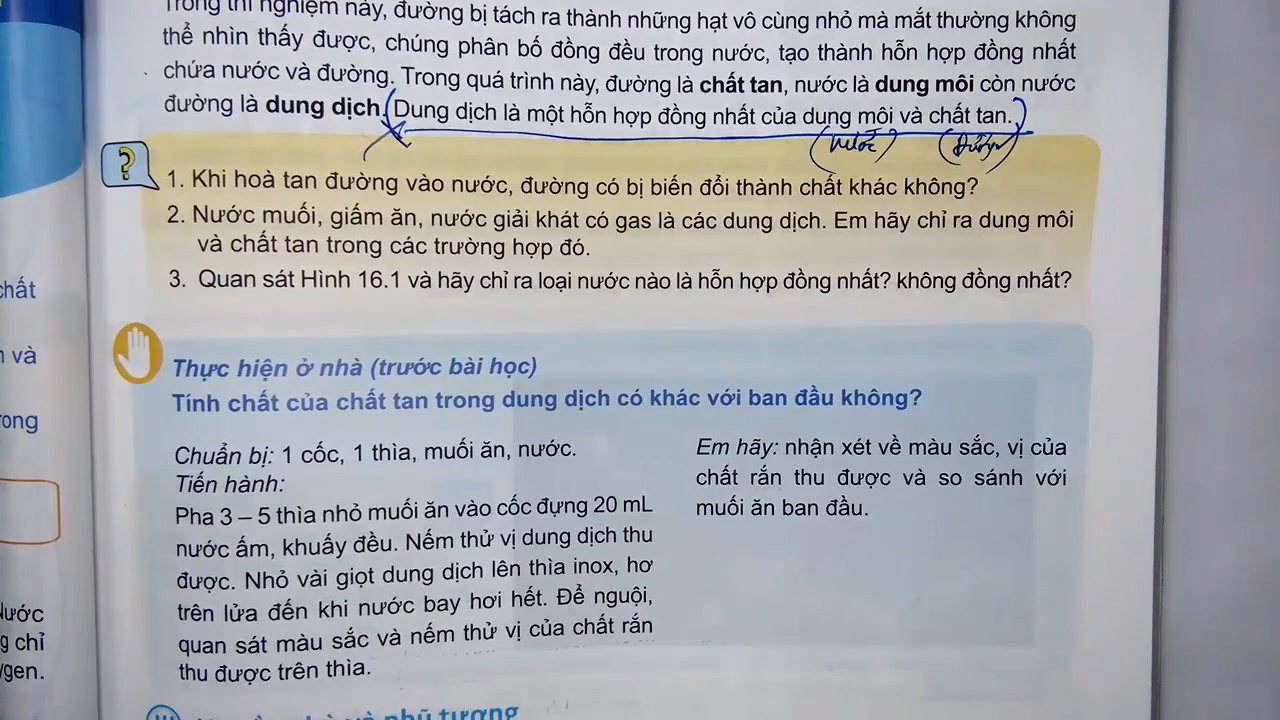 Trong thí nghiệm này, đường bị tách ra thành những hạt vô cùng nhỏ mà mắt thường không
thể nhìn thấy được, chúng phân bố đồng đều trong nước, tạo thành hỗn hợp đồng nhất
chứa nước và đường. Trong quá trình này, đường là chất tan, nước là dung môi còn nước
đường là dung dịch. (Dung dịch là một hỗn hợp đồng nhất của dung môi và chất tan.)
(nước) (đường)
?
1. Khi hoà tan đường vào nước, đường có bị biến đổi thành chất khác không?
2. Nước muối, giấm ăn, nước giải khát có gas là các dung dịch. Em hãy chỉ ra dung môi
và chất tan trong các trường hợp đó.
3. Quan sát Hình 16.1 và hãy chỉ ra loại nước nào là hỗn hợp đồng nhất? không đồng nhất?
Thực hiện ở nhà (trước bài học)
Tính chất của chất tan trong dung dịch có khác với ban đầu không?
Chuẩn bị: 1 cốc, 1 thìa, muối ăn, nước.
Tiến hành:
Pha 3 – 5 thìa nhỏ muối ăn vào cốc đựng 20 mL
nước ấm, khuấy đều. Nếm thử vị dung dịch thu
được. Nhỏ vài giọt dung dịch lên thìa inox, hơ
trên lửa đến khi nước bay hơi hết. Để nguội,
quan sát màu sắc và nếm thử vị của chất rắn
thu được trên thìa.
Em hãy: nhận xét về màu sắc, vị của
chất rắn thu được và so sánh với
muối ăn ban đầu.
và nhũ tương
chất
và
Nước
chỉ